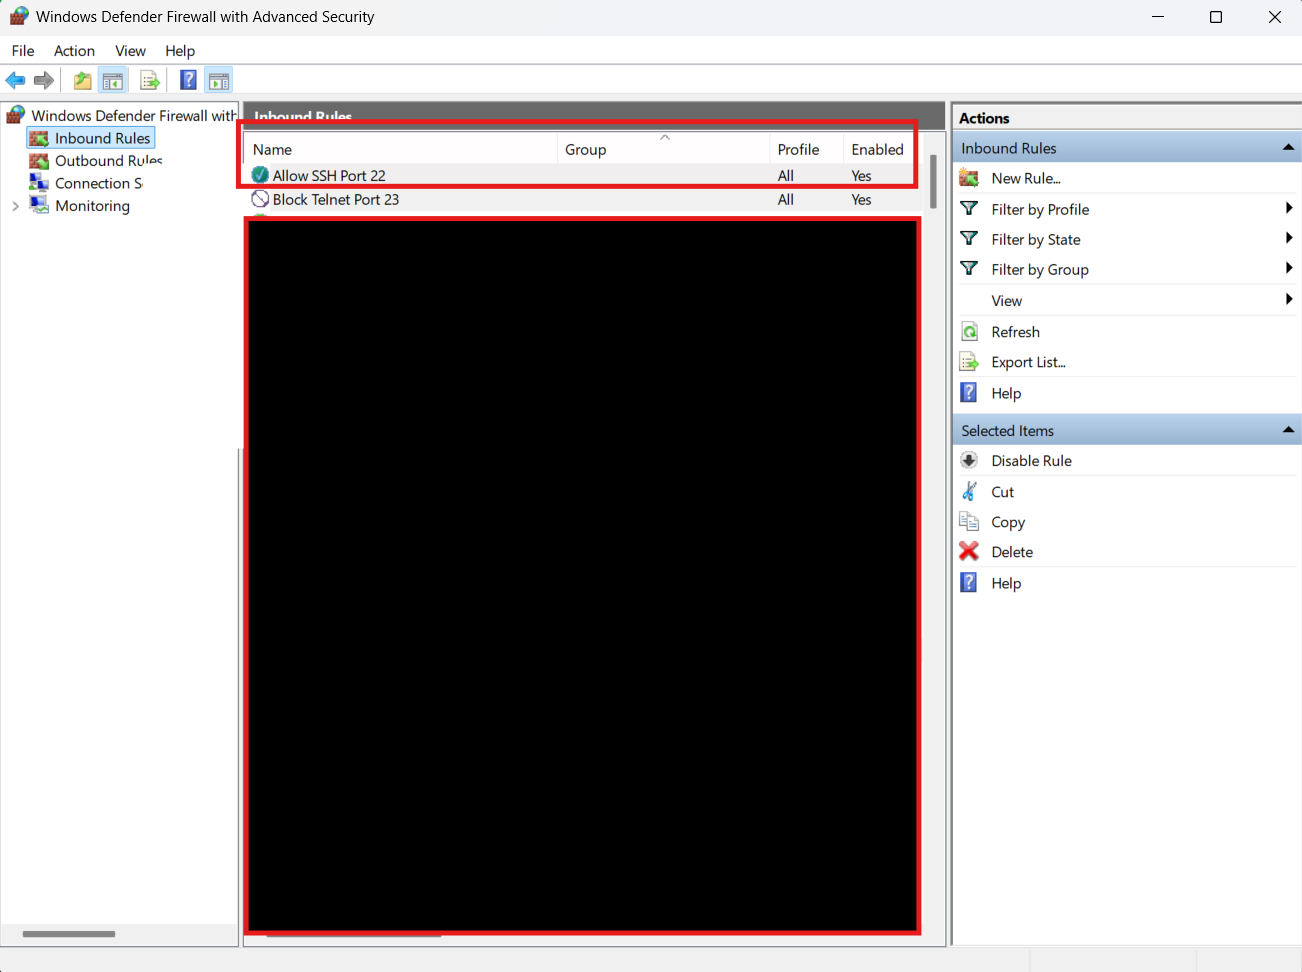 Windows Defender Firewall with Advanced Security
File Action View Help
Windows Defender Firewall with
Inbound Rules
Outbound Rules
Connection S
Monitoring
Inbound Rules
Name Group Profile Enabled
Allow SSH Port 22 All Yes
Block Telnet Port 23 All Yes
Actions
Inbound Rules
New Rule...
Filter by Profile
Filter by State
Filter by Group
View
Refresh
Export List...
Help
Selected Items
Disable Rule
Cut
Copy
Delete
Help